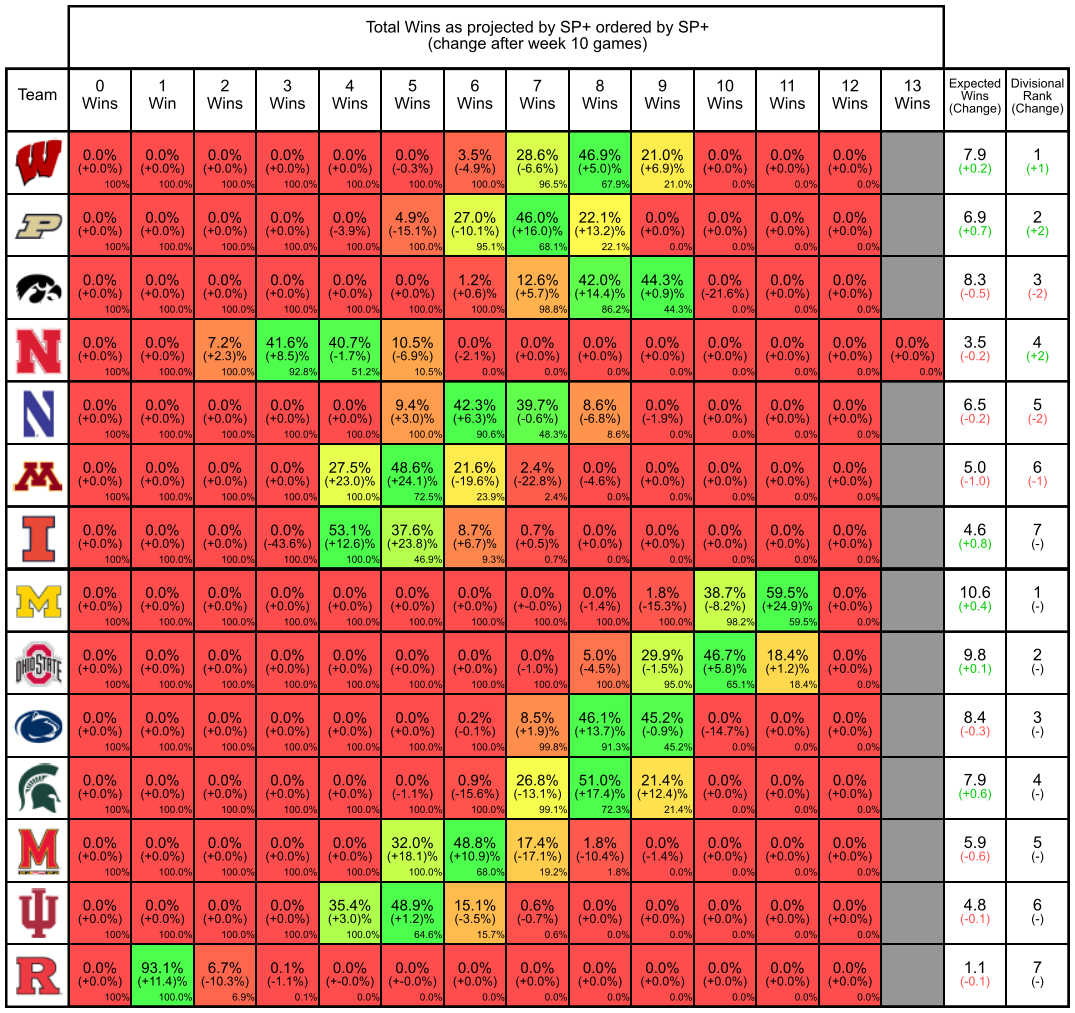 Total Wins as projected by SP+ ordered by SP+
(change after week 10 games)
Team
0 Wins
1 Win
2 Wins
3 Wins
4 Wins
5 Wins
6 Wins
7 Wins
8 Wins
9 Wins
10 Wins
11 Wins
12 Wins
13 Wins
Expected Wins (Change)
Divisional Rank (Change)
W
0.0% 0.0% 0.0% 0.0% 0.0% 0.0% 3.5% 28.6% 46.9% 21.0% 0.0% 0.0% 0.0% 7.9 1
(+0.0%) (+0.0%) (+0.0%) (+0.0%) (+0.0%) (-0.3%) (-4.9%) (-6.6%) (+5.0)% (+6.9)% (+0.0%) (+0.0%) (+0.0%) (+0.2) (+1)
100% 100.0% 100.0% 100.0% 100.0% 100.0% 100.0% 96.5% 67.9% 21.0% 0.0% 0.0% 0.0%
P
0.0% 0.0% 0.0% 0.0% 0.0% 4.9% 27.0% 46.0% 22.1% 0.0% 0.0% 0.0% 0.0% 6.9 2
(+0.0%) (+0.0%) (+0.0%) (+0.0%) (-3.9%) (-15.1%) (-10.1%) (+16.0)% (+13.2)% (+0.0%) (+0.0%) (+0.0%) (+0.0%) (+0.7) (+2)
100% 100.0% 100.0% 100.0% 100.0% 100.0% 95.1% 68.1% 22.1% 0.0% 0.0% 0.0% 0.0%
0.0% 0.0% 0.0% 0.0% 0.0% 0.0% 1.2% 12.6% 42.0% 44.3% 0.0% 0.0% 0.0% 8.3 3
(+0.0%) (+0.0%) (+0.0%) (+0.0%) (+0.0%) (+0.0%) (+0.6)% (+5.7)% (+14.4)% (+0.9)% (-21.6%) (+0.0%) (+0.0%) (-0.5) (-2)
100% 100.0% 100.0% 100.0% 100.0% 100.0% 100.0% 98.8% 86.2% 44.3% 0.0% 0.0% 0.0%
N
0.0% 0.0% 7.2% 41.6% 40.7% 10.5% 0.0% 0.0% 0.0% 0.0% 0.0% 0.0% 0.0% 0.0% 3.5 4
(+0.0%) (+0.0%) (+2.3)% (+8.5)% (-1.7%) (-6.9%) (-2.1%) (+0.0%) (+0.0%) (+0.0%) (+0.0%) (+0.0%) (+0.0%) (+0.0%) (-0.2) (+2)
100% 100.0% 100.0% 92.8% 51.2% 10.5% 0.0% 0.0% 0.0% 0.0% 0.0% 0.0% 0.0% 0.0%
N
0.0% 0.0% 0.0% 0.0% 0.0% 9.4% 42.3% 39.7% 8.6% 0.0% 0.0% 0.0% 0.0% 6.5 5
(+0.0%) (+0.0%) (+0.0%) (+0.0%) (+0.0%) (+3.0)% (+6.3)% (-0.6%) (-6.8%) (-1.9%) (+0.0%) (+0.0%) (+0.0%) (-0.2) (-2)
100% 100.0% 100.0% 100.0% 100.0% 100.0% 90.6% 48.3% 8.6% 0.0% 0.0% 0.0% 0.0%
M
0.0% 0.0% 0.0% 0.0% 27.5% 48.6% 21.6% 2.4% 0.0% 0.0% 0.0% 0.0% 0.0% 5.0 6
(+0.0%) (+0.0%) (+0.0%) (+0.0%) (+23.0)% (+24.1)% (-19.6%) (-22.8%) (-4.6%) (+0.0%) (+0.0%) (+0.0%) (+0.0%) (-1.0) (-1)
100% 100.0% 100.0% 100.0% 100.0% 72.5% 23.9% 2.4% 0.0% 0.0% 0.0% 0.0% 0.0%
I
0.0% 0.0% 0.0% 0.0% 53.1% 37.6% 8.7% 0.7% 0.0% 0.0% 0.0% 0.0% 0.0% 4.6 7
(+0.0%) (+0.0%) (+0.0%) (-43.6%) (+12.6)% (+23.8)% (+6.7)% (+0.5)% (+0.0%) (+0.0%) (+0.0%) (+0.0%) (+0.0%) (+0.8) (-)
100% 100.0% 100.0% 100.0% 100.0% 46.9% 9.3% 0.7% 0.0% 0.0% 0.0% 0.0% 0.0%
M
0.0% 0.0% 0.0% 0.0% 0.0% 0.0% 0.0% 0.0% 0.0% 1.8% 38.7% 59.5% 0.0% 10.6 1
(+0.0%) (+0.0%) (+0.0%) (+0.0%) (+0.0%) (+0.0%) (+0.0%) (+-0.0%) (-1.4%) (-15.3%) (-8.2%) (+24.9)% (+0.0%) (+0.4) (-)
100% 100.0% 100.0% 100.0% 100.0% 100.0% 100.0% 100.0% 100.0% 100.0% 98.2% 59.5% 0.0%
OHIO STATE
0.0% 0.0% 0.0% 0.0% 0.0% 0.0% 0.0% 0.0% 5.0% 29.9% 46.7% 18.4% 0.0% 9.8 2
(+0.0%) (+0.0%) (+0.0%) (+0.0%) (+0.0%) (+0.0%) (+0.0%) (-1.0%) (-4.5%) (-1.5%) (+5.8)% (+1.2)% (+0.0%) (+0.1) (-)
100% 100.0% 100.0% 100.0% 100.0% 100.0% 100.0% 100.0% 100.0% 95.0% 65.1% 18.4% 0.0%
0.0% 0.0% 0.0% 0.0% 0.0% 0.0% 0.2% 8.5% 46.1% 45.2% 0.0% 0.0% 0.0% 8.4 3
(+0.0%) (+0.0%) (+0.0%) (+0.0%) (+0.0%) (+0.0%) (-0.1%) (+1.9)% (+13.7)% (-0.9%) (-14.7%) (+0.0%) (+0.0%) (-0.3) (-)
100% 100.0% 100.0% 100.0% 100.0% 100.0% 100.0% 99.8% 91.3% 45.2% 0.0% 0.0% 0.0%
0.0% 0.0% 0.0% 0.0% 0.0% 0.0% 0.9% 26.8% 51.0% 21.4% 0.0% 0.0% 0.0% 7.9 4
(+0.0%) (+0.0%) (+0.0%) (+0.0%) (+0.0%) (-1.1%) (-15.6%) (-13.1%) (+17.4)% (+12.4)% (+0.0%) (+0.0%) (+0.0%) (+0.6) (-)
100% 100.0% 100.0% 100.0% 100.0% 100.0% 100.0% 99.1% 72.3% 21.4% 0.0% 0.0% 0.0%
M
0.0% 0.0% 0.0% 0.0% 0.0% 32.0% 48.8% 17.4% 1.8% 0.0% 0.0% 0.0% 0.0% 5.9 5
(+0.0%) (+0.0%) (+0.0%) (+0.0%) (+0.0%) (+18.1)% (+10.9)% (-17.1%) (-10.4%) (-1.4%) (+0.0%) (+0.0%) (+0.0%) (-0.6) (-)
100% 100.0% 100.0% 100.0% 100.0% 100.0% 68.0% 19.2% 1.8% 0.0% 0.0% 0.0% 0.0%
0.0% 0.0% 0.0% 0.0% 35.4% 48.9% 15.1% 0.6% 0.0% 0.0% 0.0% 0.0% 0.0% 4.8 6
(+0.0%) (+0.0%) (+0.0%) (+0.0%) (+3.0)% (+1.2)% (-3.5%) (-0.7%) (+0.0%) (+0.0%) (+0.0%) (+0.0%) (+0.0%) (-0.1) (-)
100% 100.0% 100.0% 100.0% 100.0% 64.6% 15.7% 0.6% 0.0% 0.0% 0.0% 0.0% 0.0%
R
0.0% 93.1% 6.7% 0.1% 0.0% 0.0% 0.0% 0.0% 0.0% 0.0% 0.0% 0.0% 0.0% 1.1 7
(+0.0%) (+11.4)% (-10.3%) (-1.1%) (+-0.0%) (+-0.0%) (+0.0%) (+0.0%) (+0.0%) (+0.0%) (+0.0%) (+0.0%) (+0.0%) (-0.1) (-)
100% 100.0% 6.9% 0.1% 0.0% 0.0% 0.0% 0.0% 0.0% 0.0% 0.0% 0.0% 0.0%